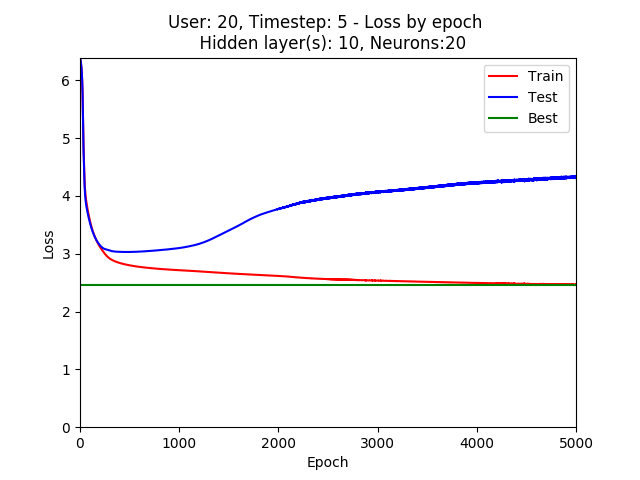 User: 20, Timestep: 5 - Loss by epoch
Hidden layer(s): 10, Neurons:20
Train
Test
Best
Loss
6
5
4
3
2
1
0
0 1000 2000 3000 4000 5000
Epoch